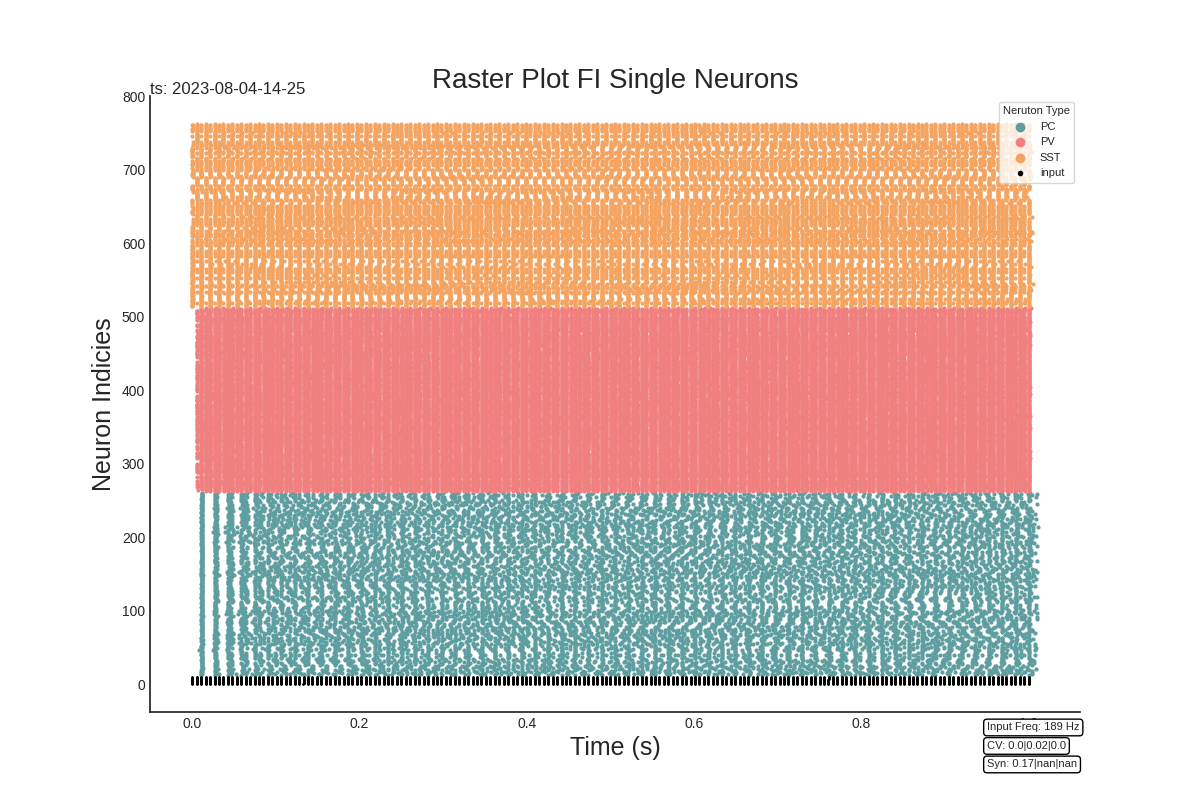 Raster Plot FI Single Neurons
ts: 2023-08-04-14-25
Neruton Type
PC
PV
SST
input
Neuron Indicies
800
700
600
500
400
300
200
100
0
0.0 0.2 0.4 0.6 0.8
Time (s)
Input Freq: 189 Hz
CV: 0.0|0.02|0.0
Syn: 0.17|nan|nan